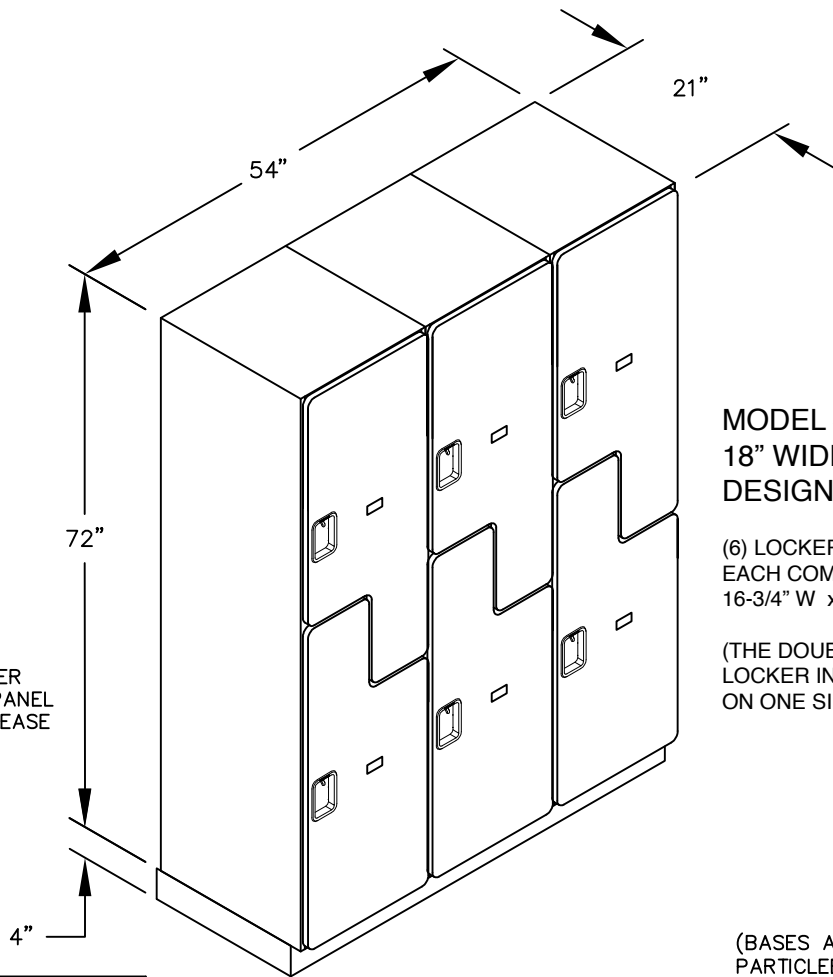 21”
54”
72”
4”
MODEL
18” WID
DESIGN
(6) LOCKER
EACH COM
16-3/4” W x
(THE DOUB
LOCKER IN
ON ONE SI
ER
PANEL
EASE
(BASES A
PARTICLE